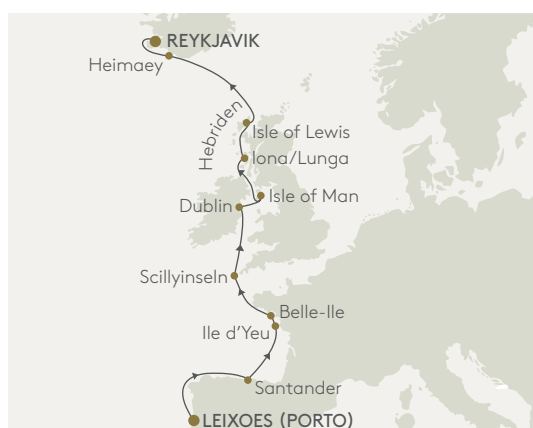 REYKJAVIK
Heimaey
Hebriden
Isle of Lewis
Iona/Lunga
Isle of Man
Dublin
Scillyinseln
Belle-Ile
Ile d'Yeu
Santander
LEIXOES (PORTO)